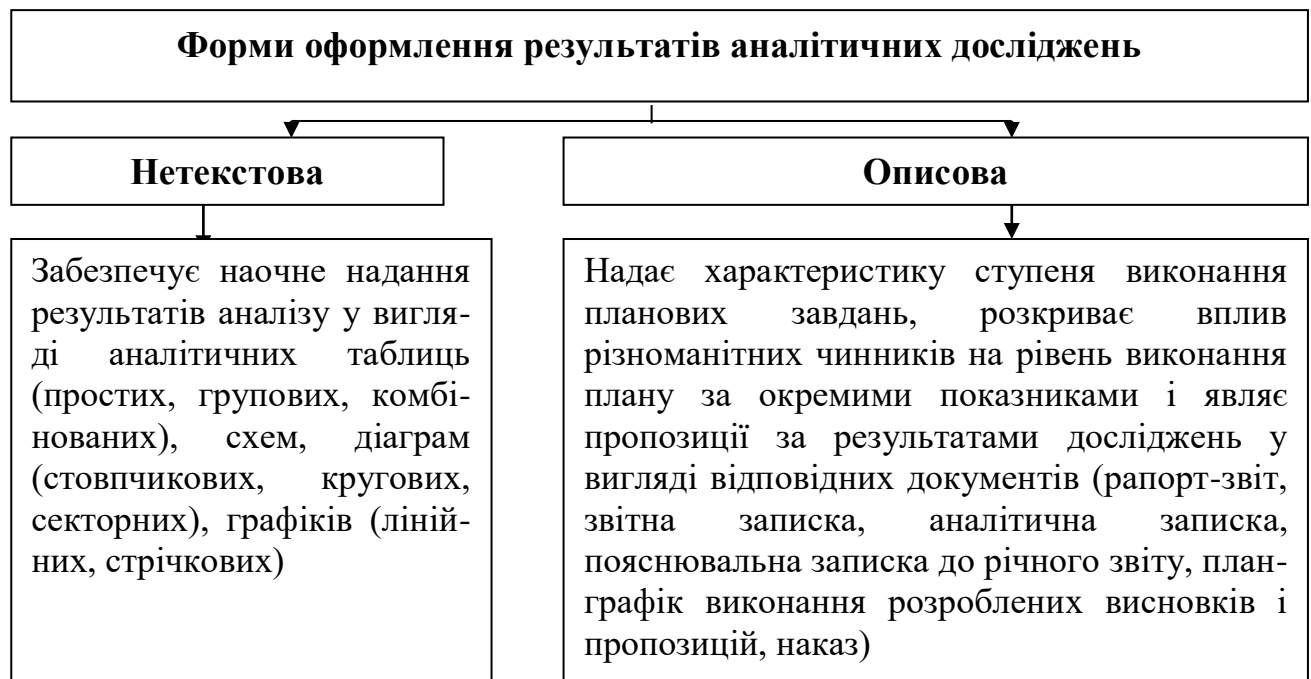 Форми оформлення результатів аналітичних досліджень
Нетекстова
Описова
Забезпечує наочне надання
результатів аналізу у вигля-
ді аналітичних таблиць
(простих, групових, комбі-
нованих), схем, діаграм
(стовпчикових, кругових,
секторних), графіків (ліній-
них, стрічкових)
Надає характеристику ступеня виконання
планових завдань, розкриває вплив
різноманітних чинників на рівень виконання
плану за окремими показниками і являє
пропозиції за результатами досліджень у
вигляді відповідних документів (рапорт-звіт,
звітна записка, аналітична записка,
пояснювальна записка до річного звіту, план-
графік виконання розроблених висновків і
пропозицій, наказ)